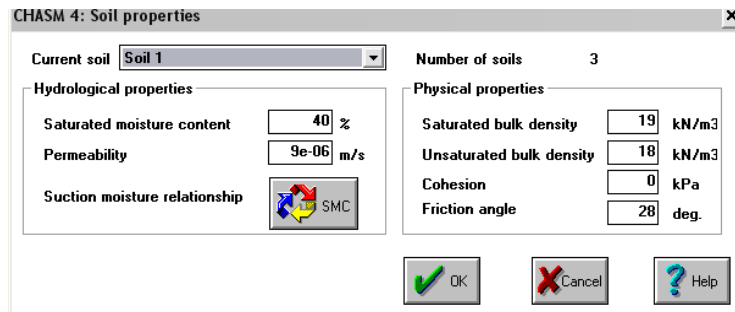 CHASM 4: Soil properties
Current soil Soil 1 Number of soils 3
Hydrological properties
Saturated moisture content 40 %
Permeability 9e-06 m/s
Suction moisture relationship SMC
Physical properties
Saturated bulk density 19 kN/m3
Unsaturated bulk density 18 kN/m3
Cohesion 0 kPa
Friction angle 28 deg.
OK Cancel Help